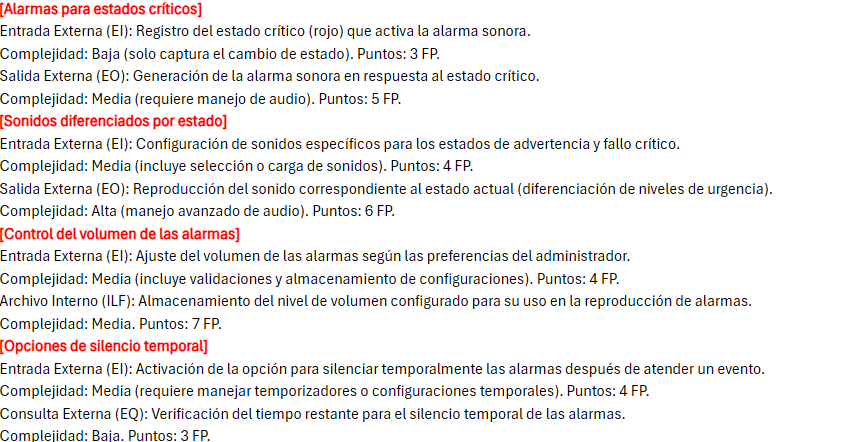 [Alarmas para estados críticos]
Entrada Externa (EI): Registro del estado crítico (rojo) que activa la alarma sonora.
Complejidad: Baja (solo captura el cambio de estado). Puntos: 3 FP.
Salida Externa (EO): Generación de la alarma sonora en respuesta al estado crítico.
Complejidad: Media (requiere manejo de audio). Puntos: 5 FP.
[Sonidos diferenciados por estado]
Entrada Externa (EI): Configuración de sonidos específicos para los estados de advertencia y fallo crítico.
Complejidad: Media (incluye selección o carga de sonidos). Puntos: 4 FP.
Salida Externa (EO): Reproducción del sonido correspondiente al estado actual (diferenciación de niveles de urgencia).
Complejidad: Alta (manejo avanzado de audio). Puntos: 6 FP.
[Control del volumen de las alarmas]
Entrada Externa (EI): Ajuste del volumen de las alarmas según las preferencias del administrador.
Complejidad: Media (incluye validaciones y almacenamiento de configuraciones). Puntos: 4 FP.
Archivo Interno (ILF): Almacenamiento del nivel de volumen configurado para su uso en la reproducción de alarmas.
Complejidad: Media. Puntos: 7 FP.
[Opciones de silencio temporal]
Entrada Externa (EI): Activación de la opción para silenciar temporalmente las alarmas después de atender un evento.
Complejidad: Media (requiere manejar temporizadores o configuraciones temporales). Puntos: 4 FP.
Consulta Externa (EQ): Verificación del tiempo restante para el silencio temporal de las alarmas.
Complejidad: Baja. Puntos: 3 FP.